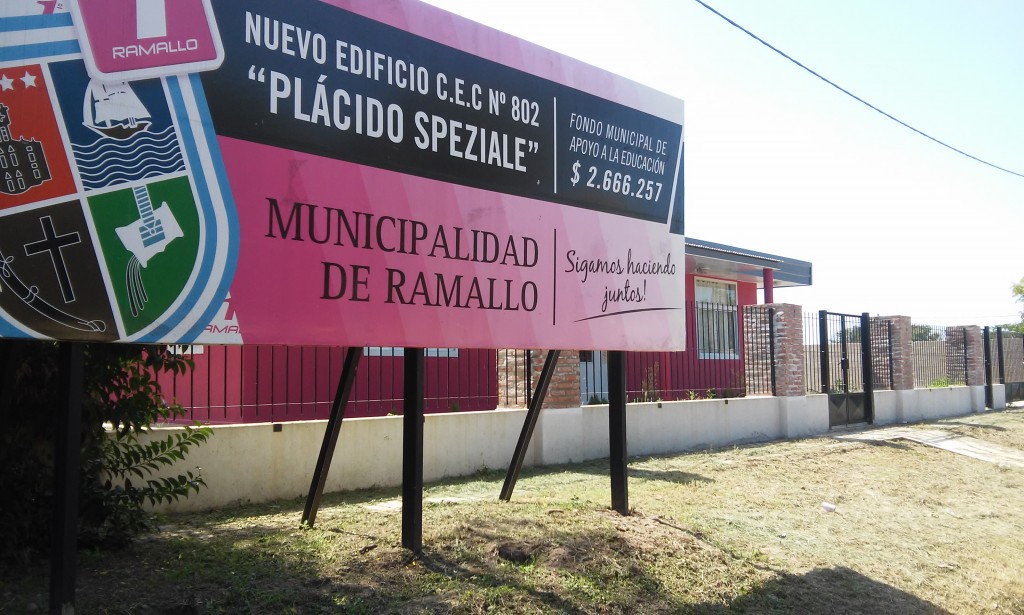 RAMALLO
NUEVO EDIFICIO C.E.C Nº 802
“PLÁCIDO SPEZIALE”
FONDO MUNICIPAL DE
APOYO A LA EDUCACIÓN
$ 2.666.257
MUNICIPALIDAD
DE RAMALLO
Sigamos haciendo
juntos!